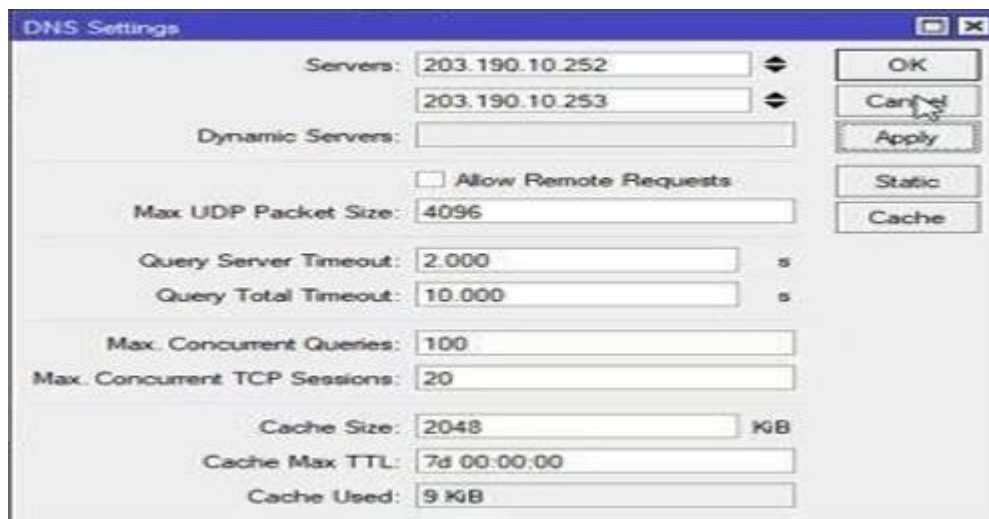 DNS Settings
Servers: 203.190.10.252 OK
203.190.10.253 Cancel
Dynamic Servers: Apply
Allow Remote Requests Static
Max UDP Packet Size: 4096 Cache
Query Server Timeout: 2.000 s
Query Total Timeout: 10.000 s
Max. Concurrent Queries: 100
Max. Concurrent TCP Sessions: 20
Cache Size: 2048 KiB
Cache Max TTL: 7d 00:00:00
Cache Used: 9 KiB